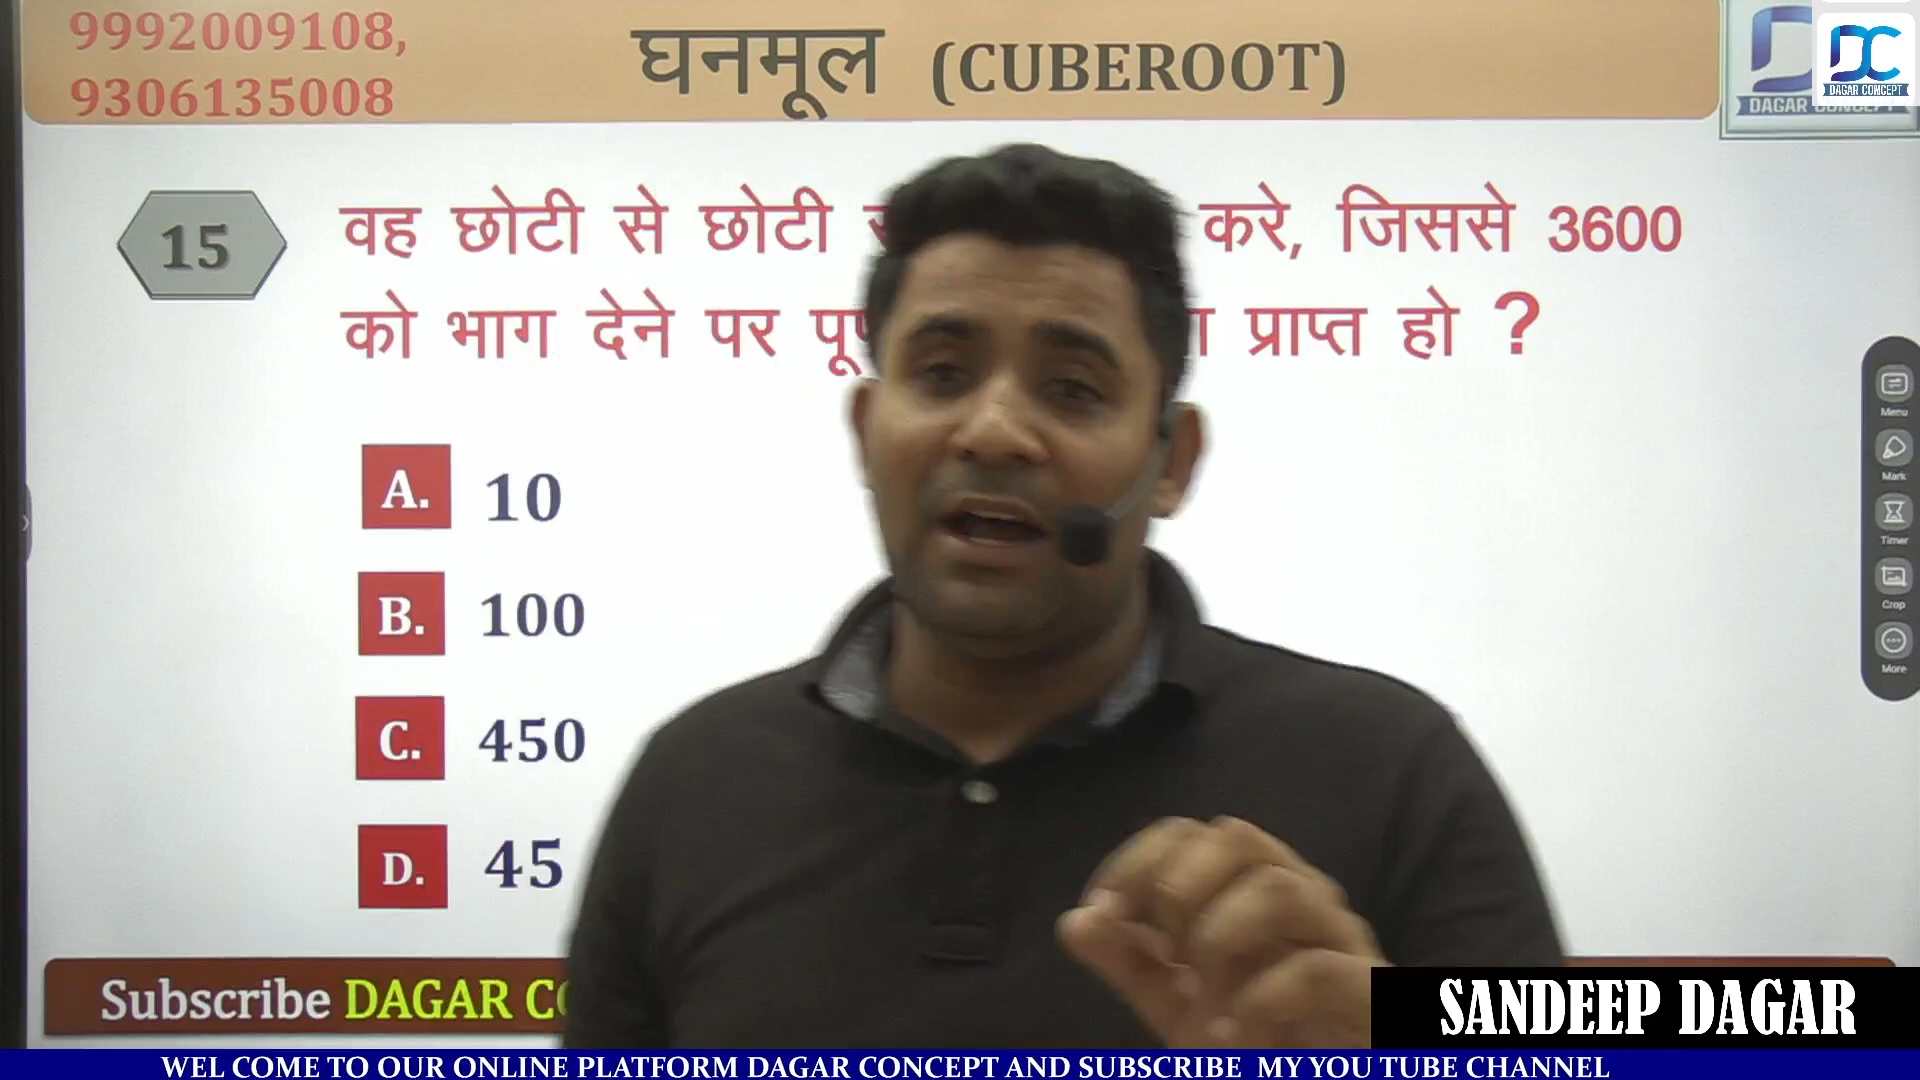 9992009108,
9306135008
घनमूल (CUBEROOT)
DC
DAGAR CONCEPT
15
वह छोटी से छोटी करे, जिससे 3600
को भाग देने पर प्राप्त हो ?
A. 10
B. 100
C. 450
D. 45
Menu
Mark
Timer
Crop
More
Subscribe DAGAR
SANDEEP DAGAR
WEL COME TO OUR ONLINE PLATFORM DAGAR CONCEPT AND SUBSCRIBE MY YOU TUBE CHANNEL